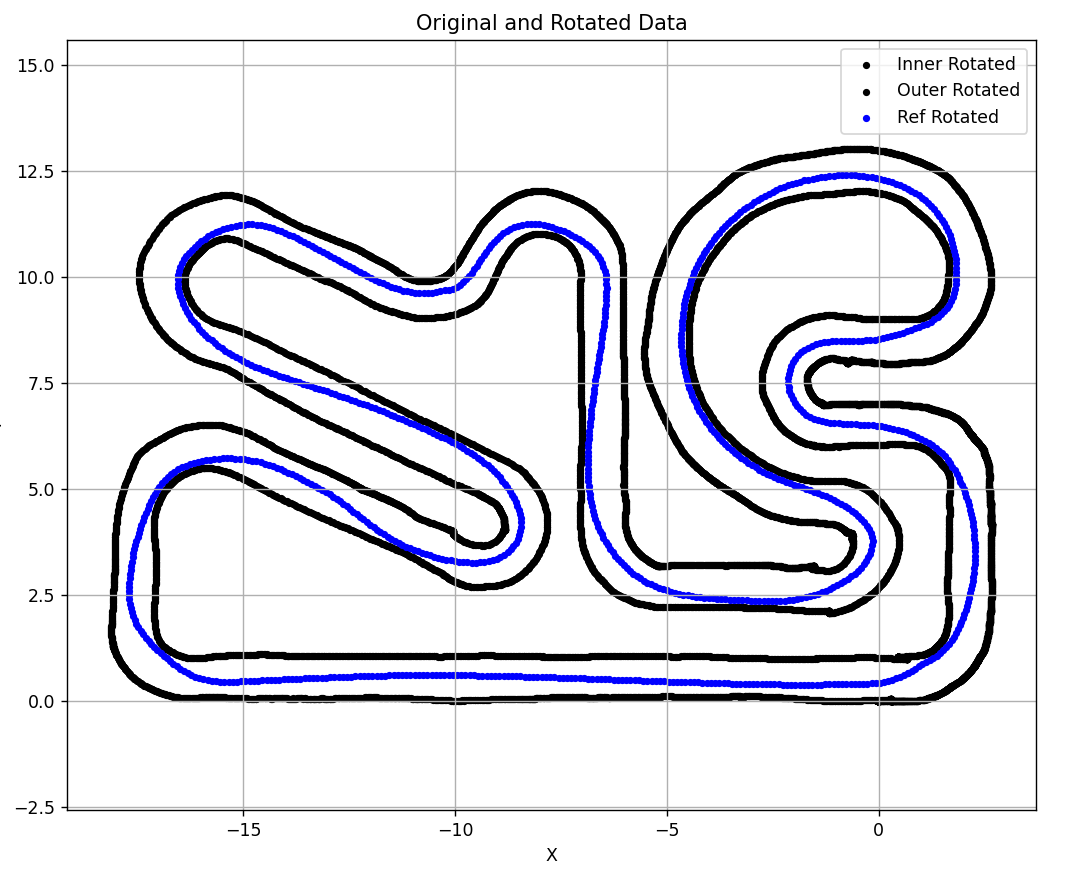 Original and Rotated Data
Inner Rotated
Outer Rotated
Ref Rotated
15.0
12.5
10.0
7.5
5.0
2.5
0.0
−2.5
−15
−10
−5
0
X